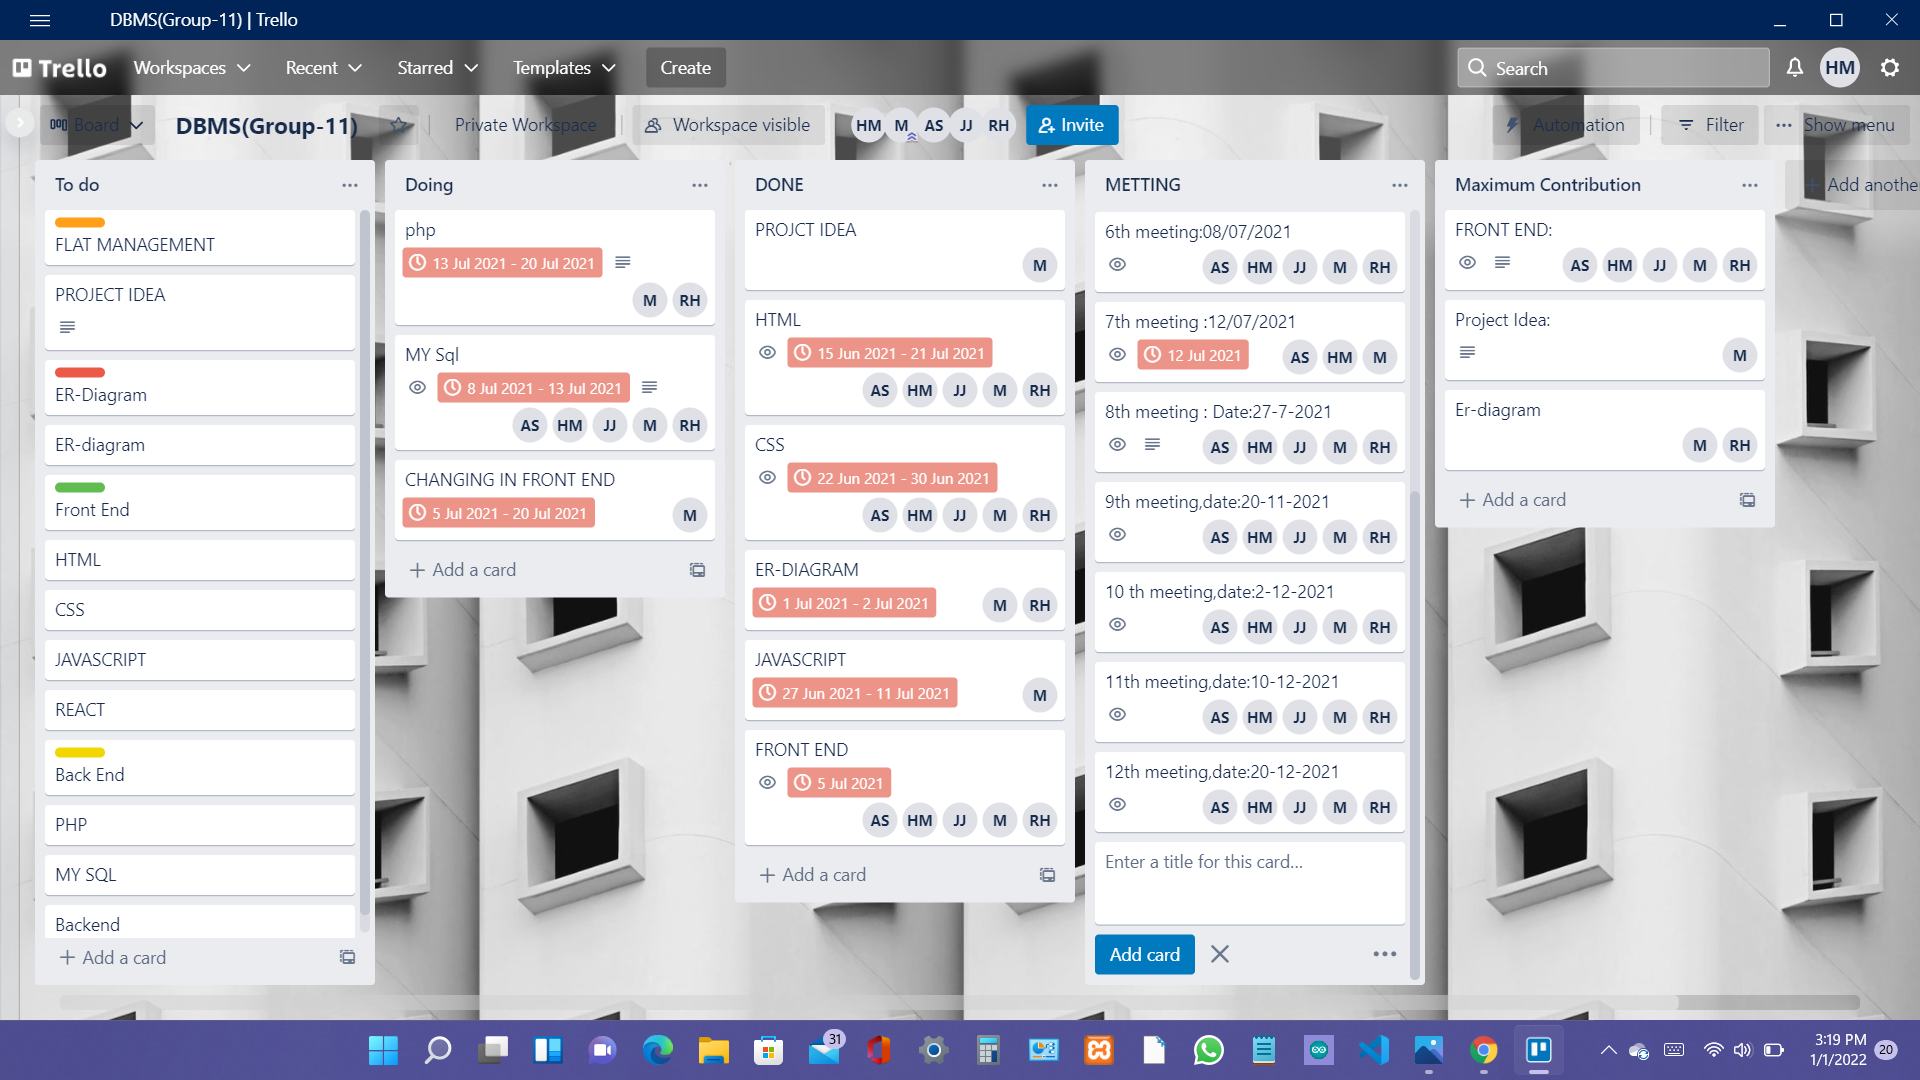 DBMS(Group-11) | Trello
Trello
Workspaces
Recent
Starred
Templates
Create
Search
HM
Board
DBMS(Group-11)
Private Workspace
Workspace visible
HM M AS JJ RH
Invite
Automation
Filter
Show menu
To do
FLAT MANAGEMENT
PROJECT IDEA
ER-Diagram
ER-diagram
Front End
HTML
CSS
JAVASCRIPT
REACT
Back End
PHP
MY SQL
Backend
+ Add a card
Doing
php
13 Jul 2021 - 20 Jul 2021
M RH
MY Sql
8 Jul 2021 - 13 Jul 2021
AS HM JJ M RH
CHANGING IN FRONT END
5 Jul 2021 - 20 Jul 2021
M
+ Add a card
DONE
PROJCT IDEA
M
HTML
15 Jun 2021 - 21 Jul 2021
AS HM JJ M RH
CSS
22 Jun 2021 - 30 Jun 2021
AS HM JJ M RH
ER-DIAGRAM
1 Jul 2021 - 2 Jul 2021
M RH
JAVASCRIPT
27 Jun 2021 - 11 Jul 2021
M
FRONT END
5 Jul 2021
AS HM JJ M RH
+ Add a card
METTING
6th meeting:08/07/2021
AS HM JJ M RH
7th meeting :12/07/2021
12 Jul 2021
AS HM M
8th meeting : Date:27-7-2021
AS HM JJ M RH
9th meeting,date:20-11-2021
AS HM JJ M RH
10 th meeting,date:2-12-2021
AS HM JJ M RH
11th meeting,date:10-12-2021
AS HM JJ M RH
12th meeting,date:20-12-2021
AS HM JJ M RH
Enter a title for this card...
Add card
Maximum Contribution
FRONT END:
AS HM JJ M RH
Project Idea:
M
Er-diagram
M RH
+ Add a card
+ Add another
31
3:19 PM
1/1/2022
20